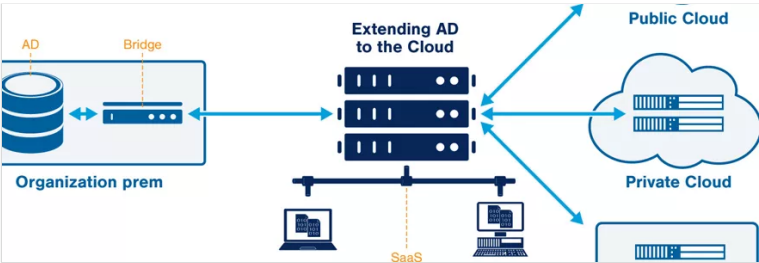 AD
Bridge
Organization prem
Extending AD
to the Cloud
SaaS
Public Cloud
Private Cloud